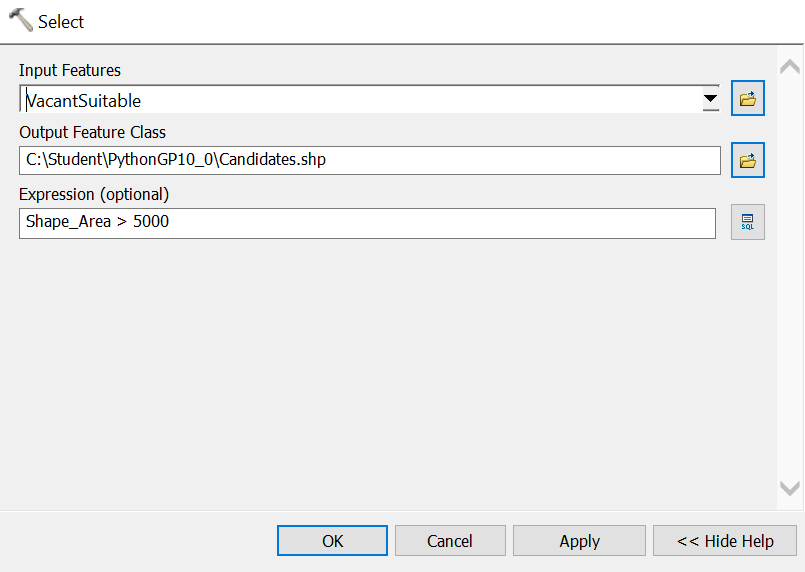 Select
Input Features
VacantSuitable
Output Feature Class
C:\Student\PythonGP10_0\Candidates.shp
Expression (optional)
Shape_Area > 5000
SQL
OK Cancel Apply << Hide Help